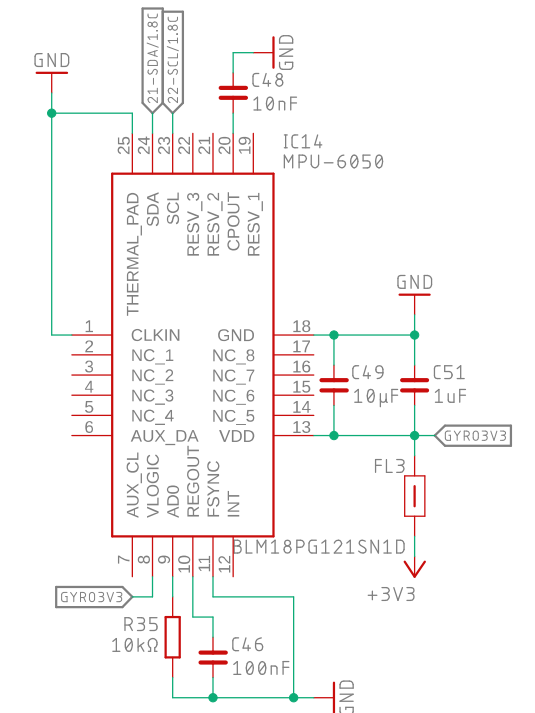 GND
21-SDA/1.8C
22-SCL/1.8C
GND
C48
10nF
IC14
MPU-6050
25
24
23
22
21
20
19
THERMAL_PAD
SDA
SCL
RESV_3
RESV_2
CPOUT
RESV_1
GND
1
CLKIN
GND
18
2
NC_1
NC_8
17
3
NC_2
NC_7
16
4
NC_3
NC_6
15
5
NC_4
NC_5
14
6
AUX_DA
VDD
13
C49
10µF
C51
1uF
GYRO3V3
AUX_CL
VLOGIC
AD0
REGOUT
FSYNC
INT
FL3
BLM18PG121SN1D
7
8
9
10
11
12
+3V3
GYRO3V3
R35
10kΩ
C46
100nF
GND